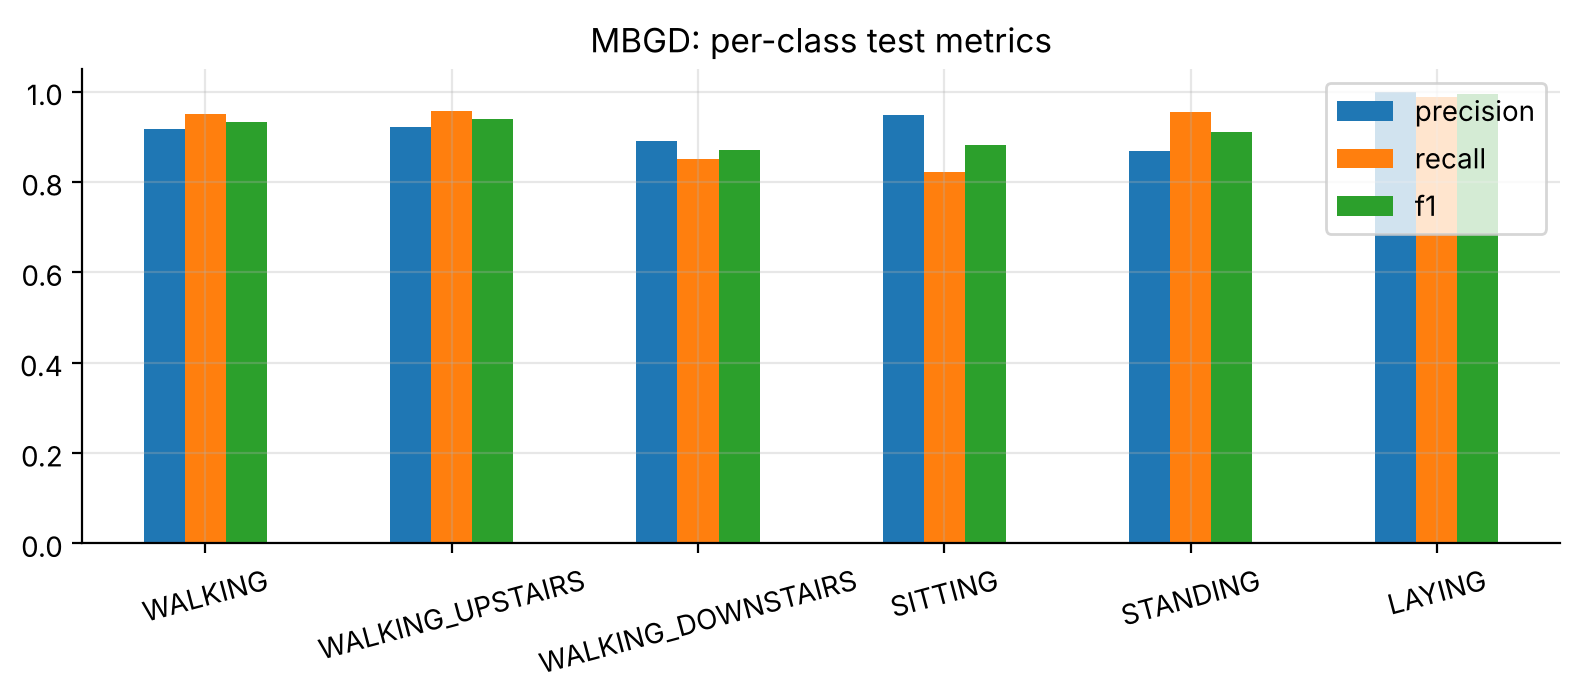 MBGD: per-class test metrics
1.0
0.8
0.6
0.4
0.2
0.0
precision
recall
f1
WALKING
WALKING_UPSTAIRS
WALKING_DOWNSTAIRS
SITTING
STANDING
LAYING